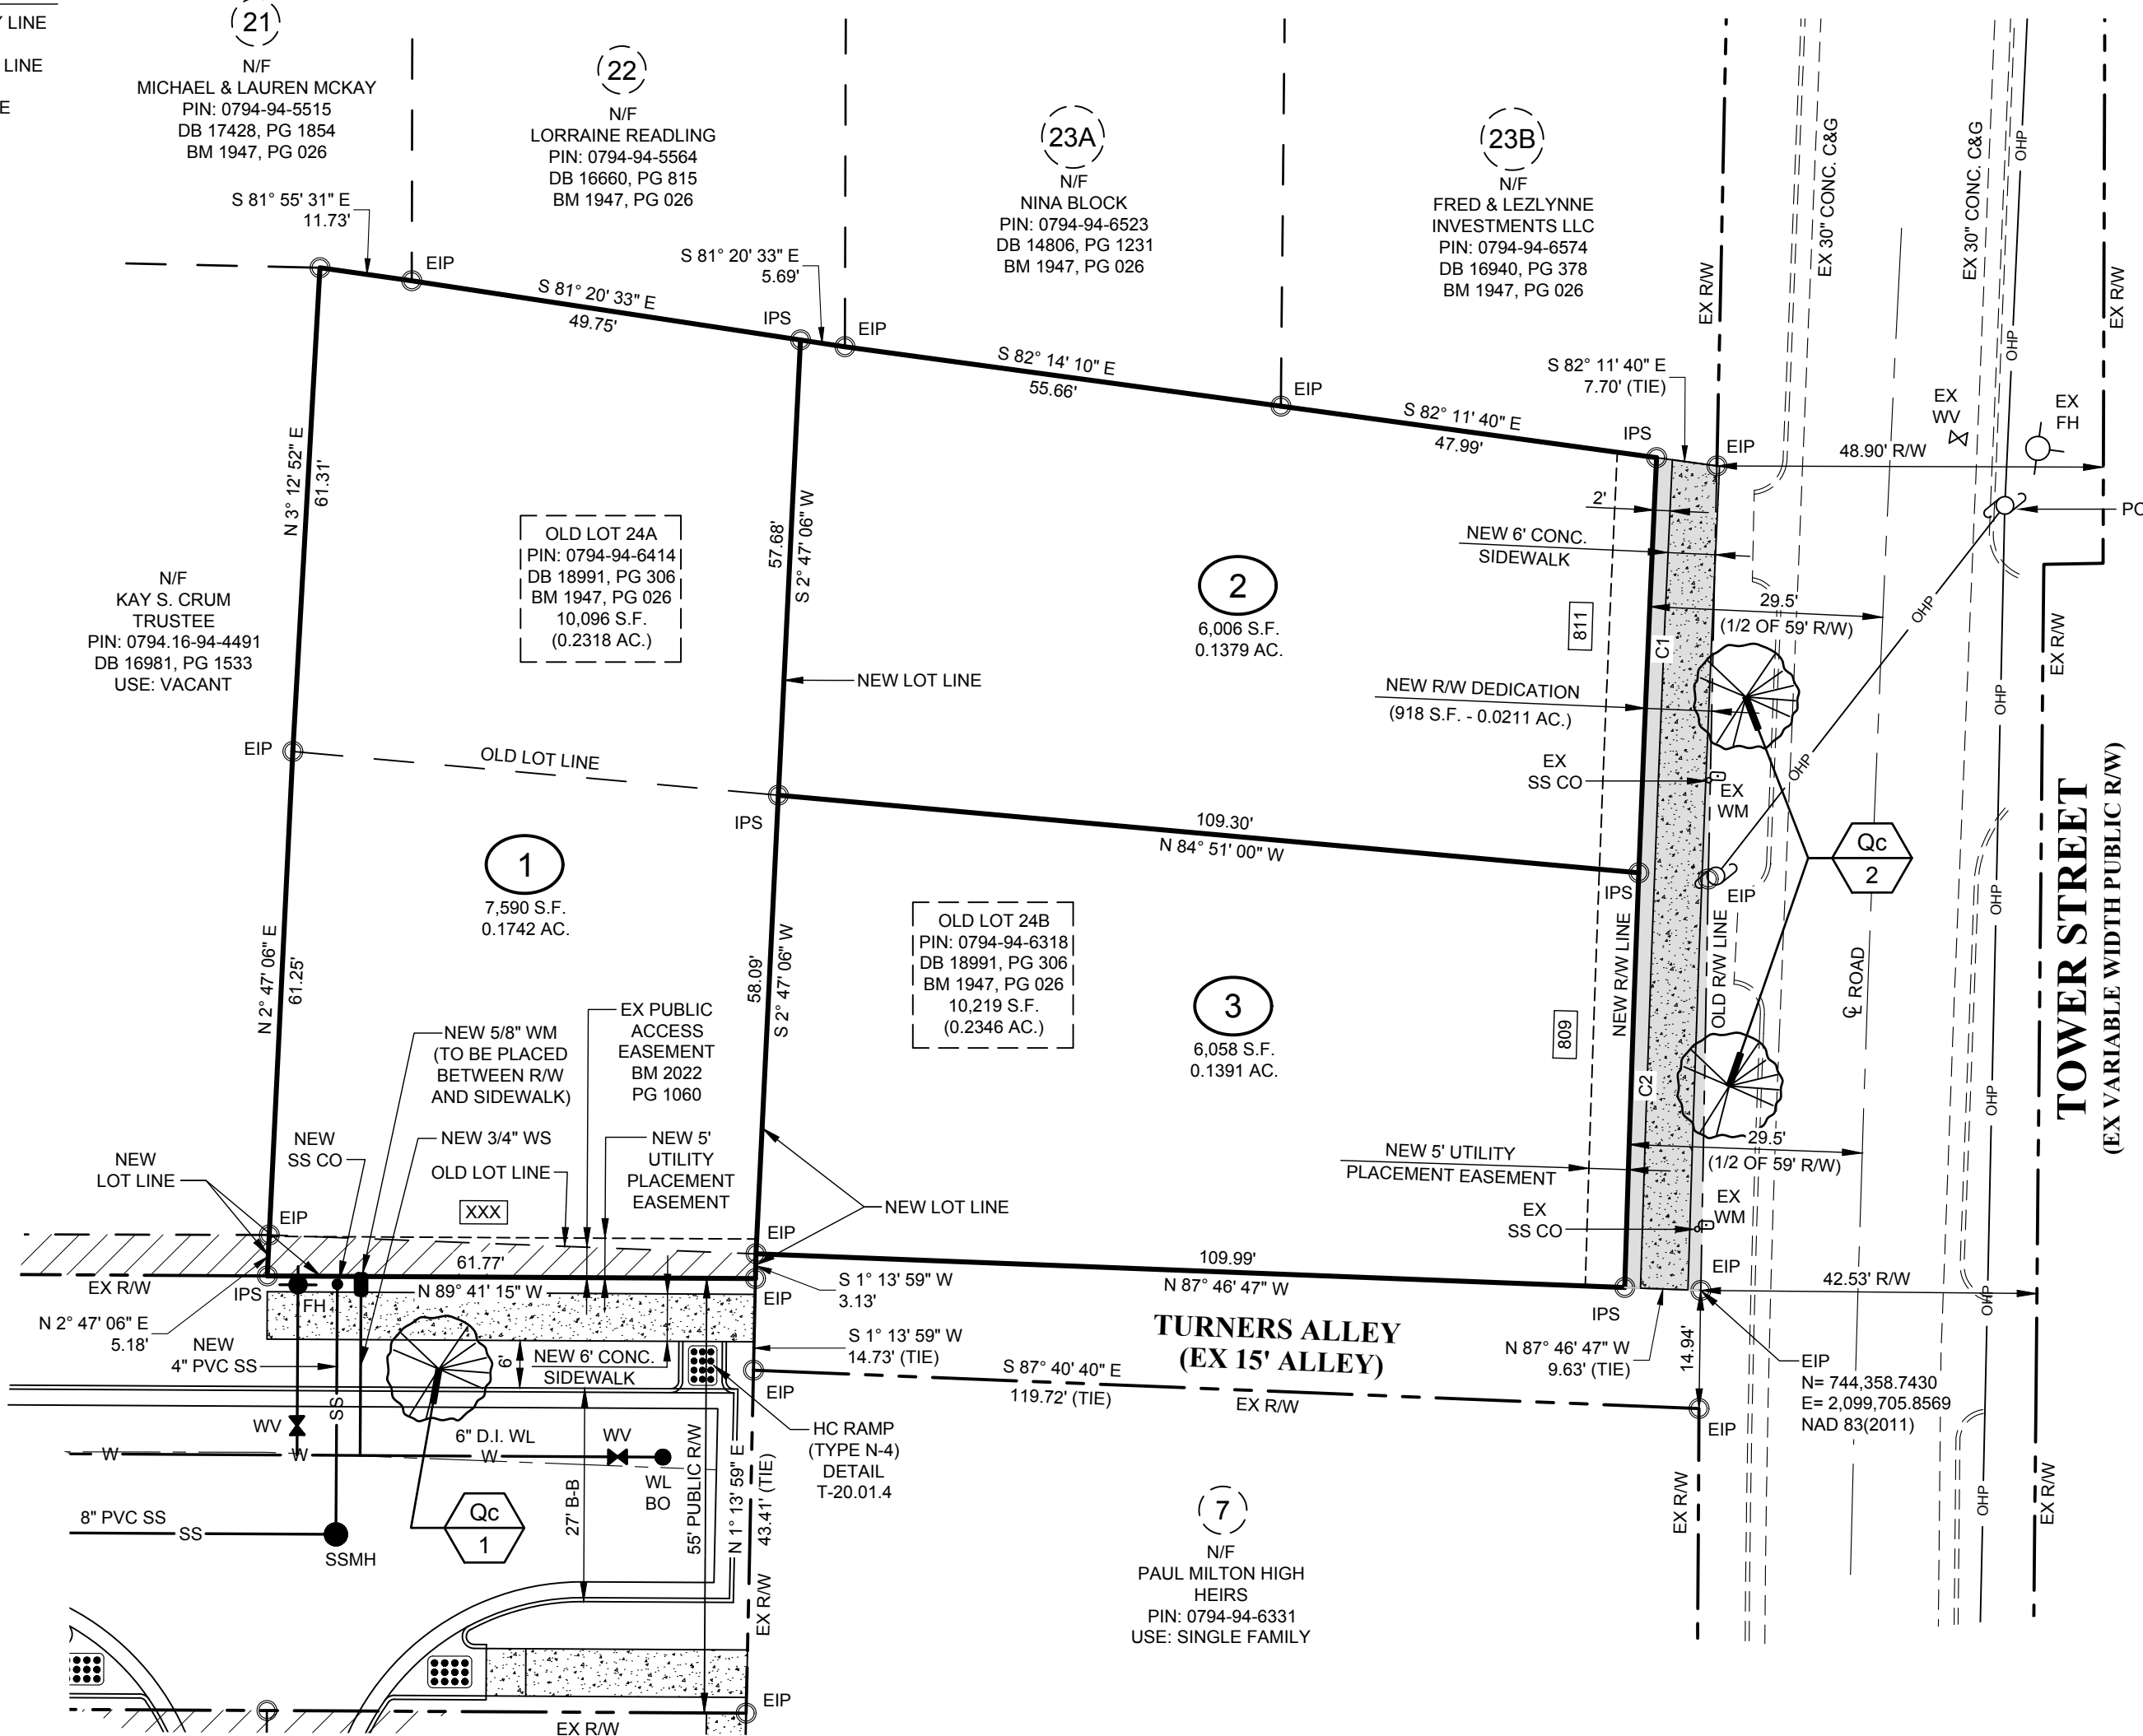 Y LINE
LINE
E
21
N/F
MICHAEL & LAUREN MCKAY
PIN: 0794-94-5515
DB 17428, PG 1854
BM 1947, PG 026
22
N/F
LORRAINE READLING
PIN: 0794-94-5564
DB 16660, PG 815
BM 1947, PG 026
23A
N/F
NINA BLOCK
PIN: 0794-94-6523
DB 14806, PG 1231
BM 1947, PG 026
23B
N/F
FRED & LEZLYNNE
INVESTMENTS LLC
PIN: 0794-94-6574
DB 16940, PG 378
BM 1947, PG 026
S 81° 55' 31" E
11.73'
EIP
S 81° 20' 33" E
49.75'
S 81° 20' 33" E
5.69'
IPS
EIP
S 82° 14' 10" E
55.66'
EIP
S 82° 11' 40" E
47.99'
S 82° 11' 40" E
7.70' (TIE)
IPS
EIP
EX R/W
EX 30" CONC. C&G
EX 30" CONC. C&G
OHP
EX R/W
OHP
EX
WV
EX
FH
48.90' R/W
PO
N 3° 12' 52" E
61.31'
57.68'
S 2° 47' 06" W
OLD LOT 24A
PIN: 0794-94-6414
DB 18991, PG 306
BM 1947, PG 026
10,096 S.F.
(0.2318 AC.)
N/F
KAY S. CRUM
TRUSTEE
PIN: 0794.16-94-4491
DB 16981, PG 1533
USE: VACANT
2
6,006 S.F.
0.1379 AC.
2'
NEW 6' CONC.
SIDEWALK
811
C1
29.5'
(1/2 OF 59' R/W)
OHP
EX R/W
NEW LOT LINE
NEW R/W DEDICATION
(918 S.F. - 0.0211 AC.)
OHP
EX
SS CO
EX
WM
OHP
EIP
OLD LOT LINE
IPS
109.30'
N 84° 51' 00" W
IPS
EIP
Qc
2
OHP
TOWER STREET
(EX VARIABLE WIDTH PUBLIC R/W)
1
7,590 S.F.
0.1742 AC.
N 2° 47' 06" E
61.25'
58.09'
S 2° 47' 06" W
OLD LOT 24B
PIN: 0794-94-6318
DB 18991, PG 306
BM 1947, PG 026
10,219 S.F.
(0.2346 AC.)
3
6,058 S.F.
0.1391 AC.
809
NEW R/W LINE
OLD R/W LINE
C2
℄ ROAD
OHP
NEW 5/8" WM
(TO BE PLACED
BETWEEN R/W
AND SIDEWALK)
EX PUBLIC
ACCESS
EASEMENT
BM 2022
PG 1060
NEW
SS CO
NEW 3/4" WS
OLD LOT LINE
NEW 5'
UTILITY
PLACEMENT
EASEMENT
NEW
LOT LINE
XXX
NEW LOT LINE
NEW 5' UTILITY
PLACEMENT EASEMENT
29.5'
(1/2 OF 59' R/W)
EX
SS CO
EX
WM
EIP
EIP
61.77'
N 89° 41' 15" W
EX R/W
IPS
FH
EIP
S 1° 13' 59" W
3.13'
109.99'
N 87° 46' 47" W
IPS
EIP
42.53' R/W
OHP
N 2° 47' 06" E
5.18'
NEW
4" PVC SS
6'
NEW 6' CONC.
SIDEWALK
S 1° 13' 59" W
14.73' (TIE)
TURNERS ALLEY
(EX 15' ALLEY)
N 87° 46' 47" W
9.63' (TIE)
14.94'
EIP
N= 744,358.7430
E= 2,099,705.8569
NAD 83(2011)
EIP
S 87° 40' 40" E
119.72' (TIE)
EX R/W
EIP
SS
WV
W
W
6" D.I. WL
W
WV
WL
BO
HC RAMP
(TYPE N-4)
DETAIL
T-20.01.4
8" PVC SS
SS
SSMH
Qc
1
27' B-B
55' PUBLIC R/W
N 1° 13' 59" E
43.41' (TIE)
EX R/W
7
N/F
PAUL MILTON HIGH
HEIRS
PIN: 0794-94-6331
USE: SINGLE FAMILY
EX R/W
OHP
EX R/W
EIP
EX R/W